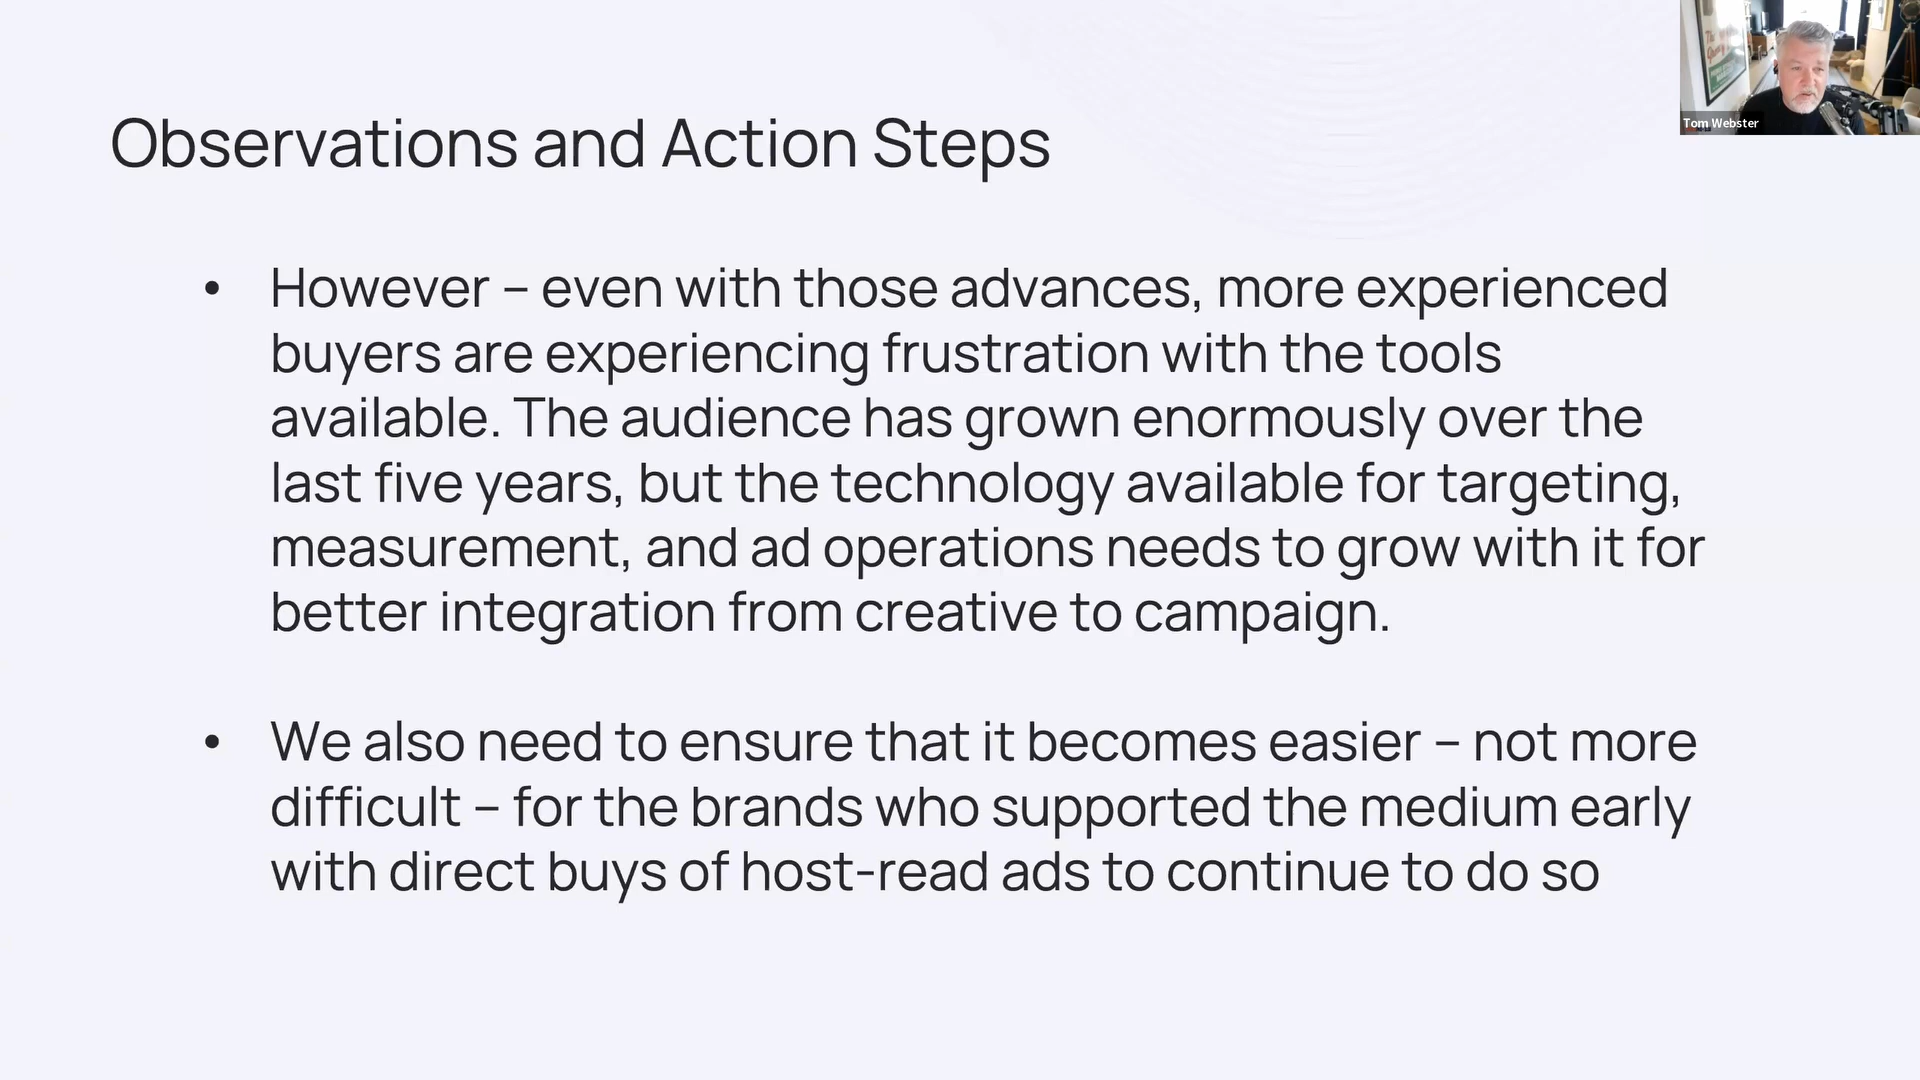 Tom Webster
Observations and Action Steps
• However – even with those advances, more experienced
buyers are experiencing frustration with the tools
available. The audience has grown enormously over the
last five years, but the technology available for targeting,
measurement, and ad operations needs to grow with it for
better integration from creative to campaign.
• We also need to ensure that it becomes easier – not more
difficult – for the brands who supported the medium early
with direct buys of host-read ads to continue to do so